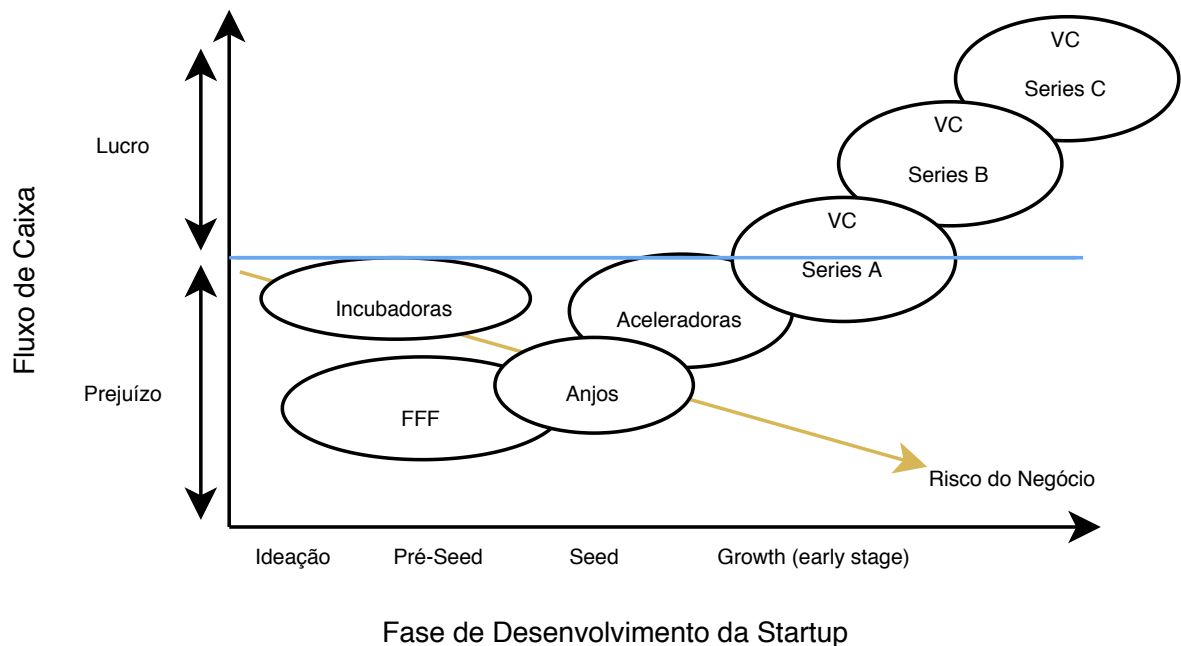 VC
Series C
VC
Series B
Lucro
VC
Series A
Fluxo de Caixa
Incubadoras
Aceleradoras
Prejuízo
Anjos
FFF
Risco do Negócio
Ideação
Pré-Seed
Seed
Growth (early stage)
Fase de Desenvolvimento da Startup